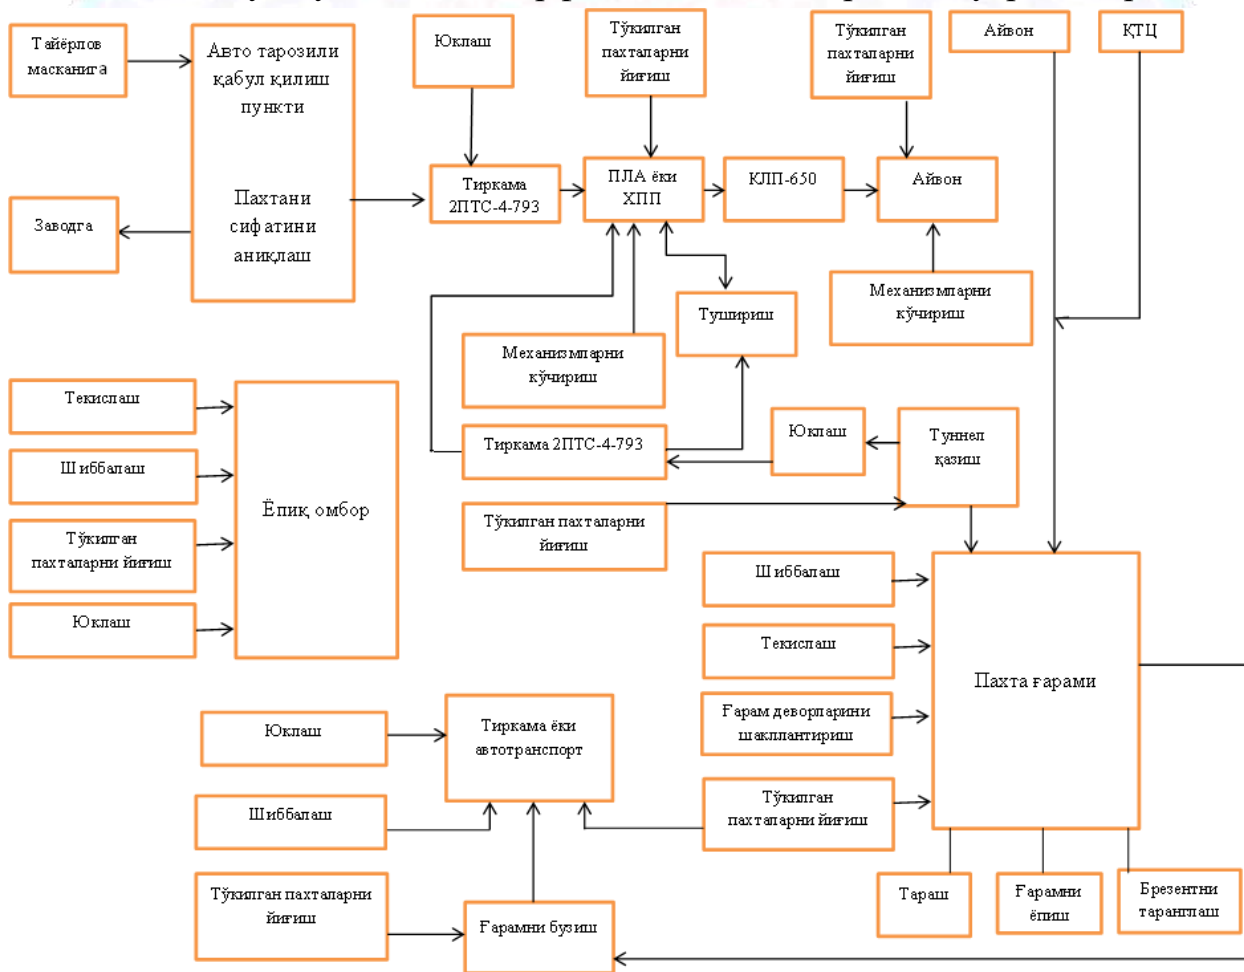 Тайёрлов
масканига
Авто тарозили
қабул қилиш
пункти
Пахтани
сифатини
аниқлаш
Заводга
Юклаш
Тўкилган
пахталарни
йиғиш
Тўкилган
пахталарни
йиғиш
Айвон
ҚТЦ
Тиркама
2ПТС-4-793
ПЛА ёки
ХПП
КЛП-650
Айвон
Тушириш
Механизмларни
кўчириш
Механизмларни
кўчириш
Текислаш
Шиббалаш
Тўкилган
пахталарни йиғиш
Юклаш
Ёпиқ омбор
Тиркама 2ПТС-4-793
Юклаш
Туннел
қазиш
Тўкилган пахталарни
йиғиш
Шиббалаш
Текислаш
Ғарам деворларини
шакллантириш
Тўкилган
пахталарни йиғиш
Пахта ғарами
Юклаш
Шиббалаш
Тиркама ёки
автотранспорт
Тўкилган пахталарни
йиғиш
Ғарамни бузиш
Тараш
Ғарамни
ёпиш
Брезентни
таранглаш